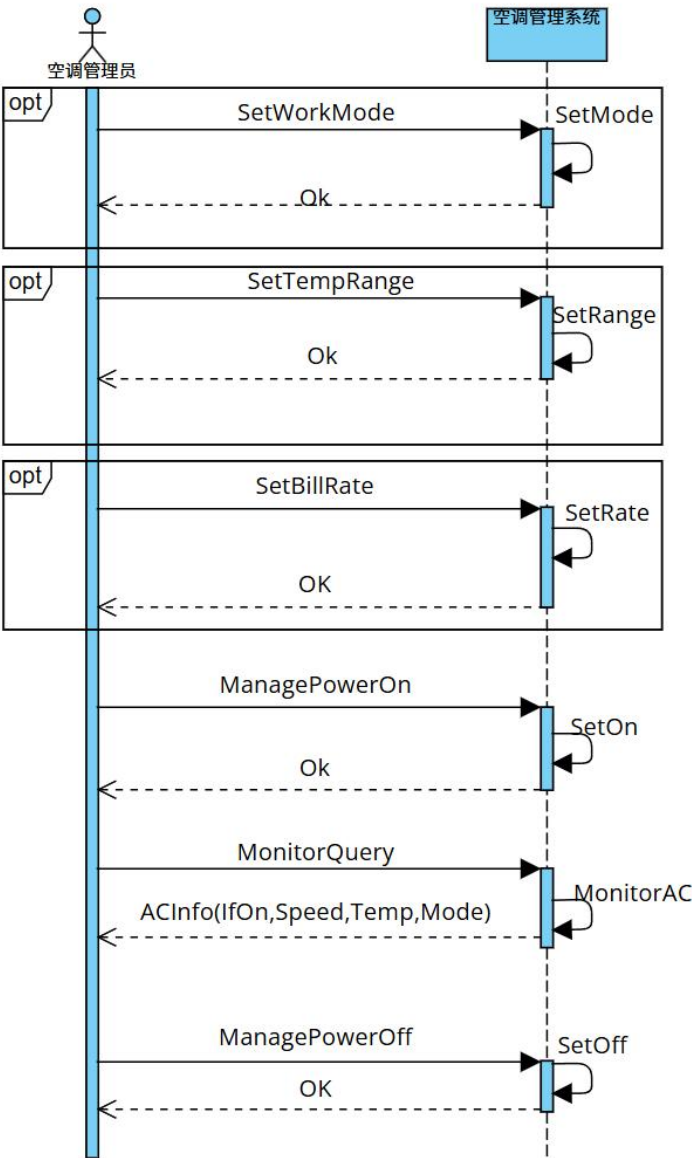 空调管理系统
空调管理员
opt
SetWorkMode
SetMode
Ok
opt
SetTempRange
SetRange
Ok
opt
SetBillRate
SetRate
OK
ManagePowerOn
SetOn
Ok
MonitorQuery
MonitorAC
ACInfo(IfOn,Speed,Temp,Mode)
ManagePowerOff
SetOff
OK